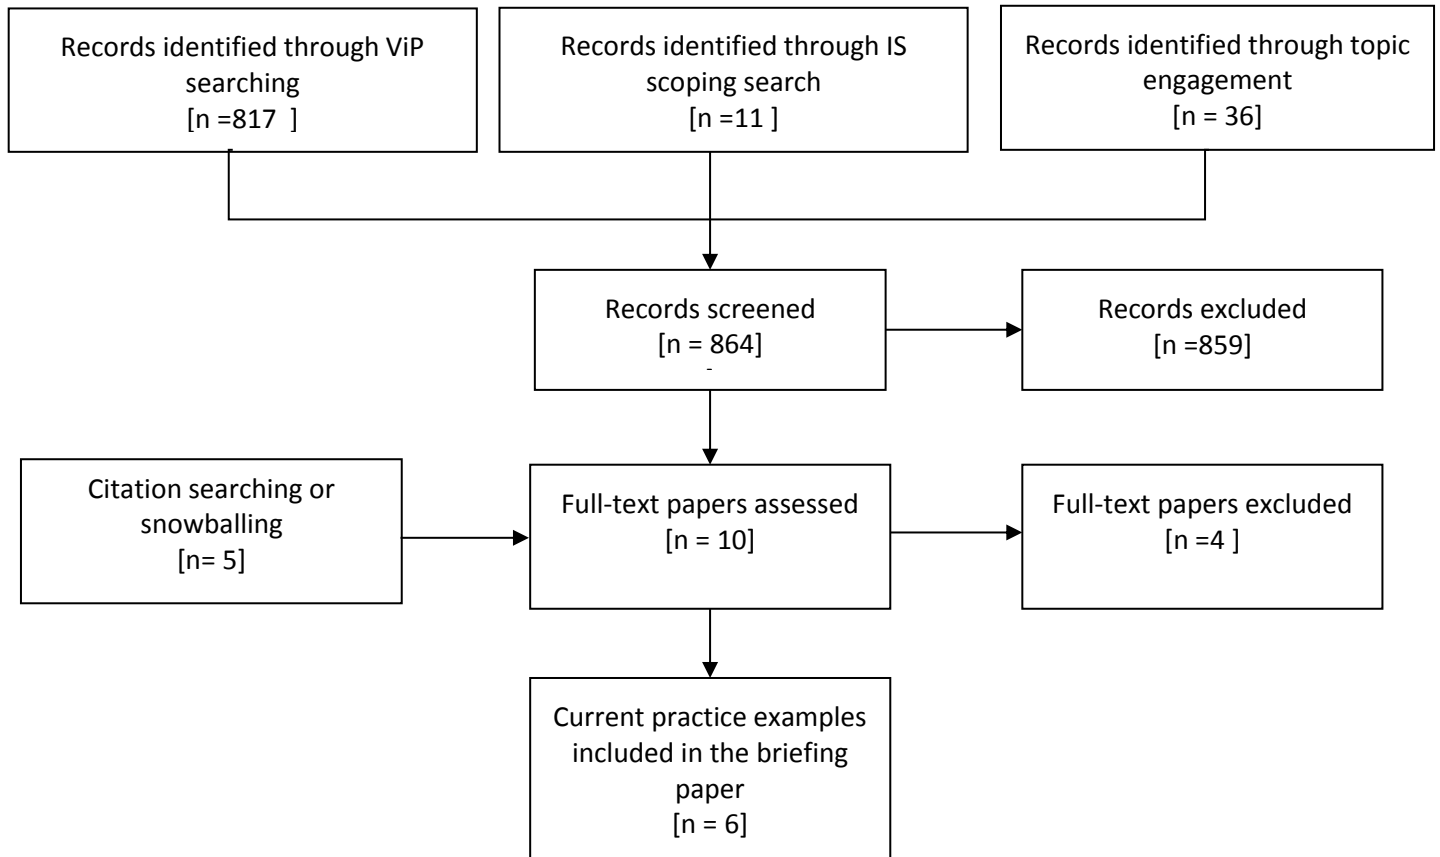 Records identified through ViP
searching
[n =817  ]
Records identified through IS
scoping search
[n =11 ]
Records identified through topic
engagement
[n = 36]
Records screened
[n = 864]
-
Records excluded
[n =859]
Citation searching or
snowballing
[n= 5]
Full-text papers assessed
[n = 10]
Full-text papers excluded
[n =4 ]
Current practice examples
included in the briefing
paper
[n = 6]